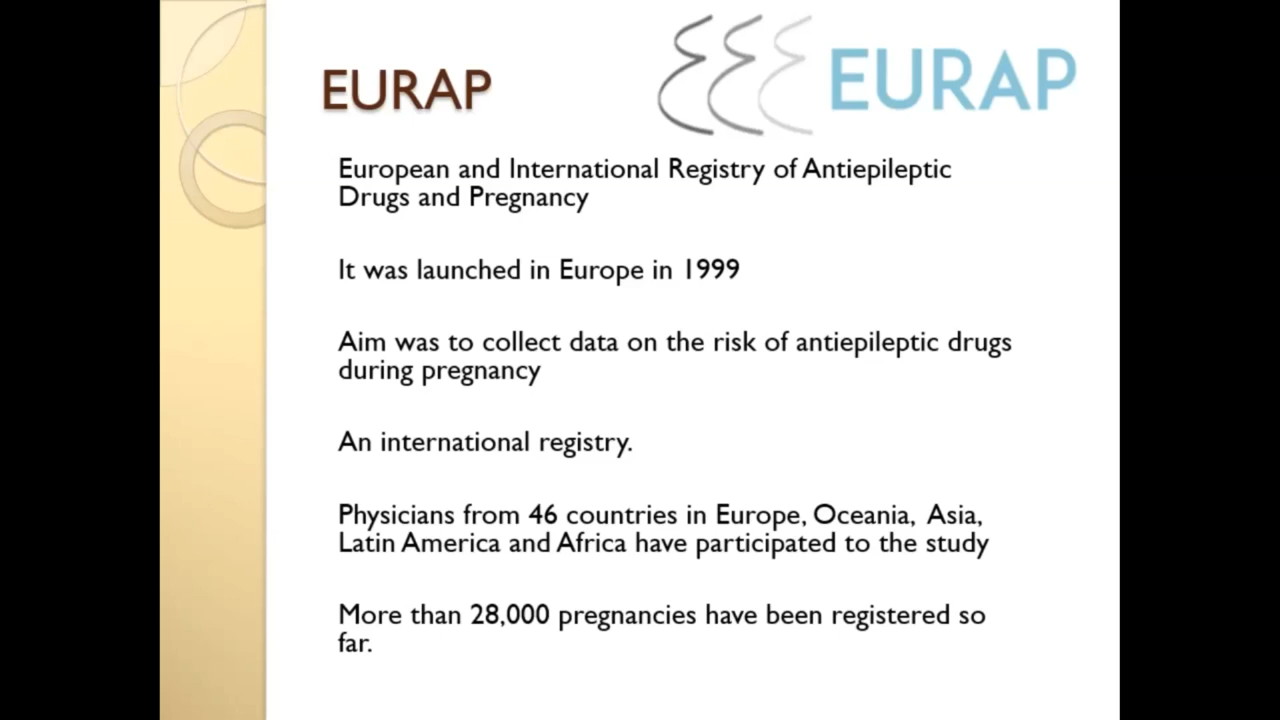 EURAP
EURAP
European and International Registry of Antiepileptic
Drugs and Pregnancy
It was launched in Europe in 1999
Aim was to collect data on the risk of antiepileptic drugs
during pregnancy
An international registry.
Physicians from 46 countries in Europe, Oceania, Asia,
Latin America and Africa have participated to the study
More than 28,000 pregnancies have been registered so
far.